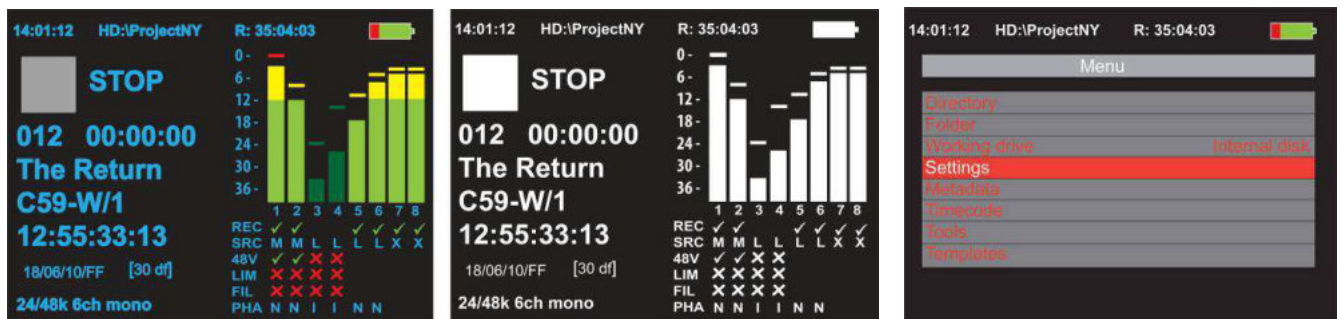 14:01:12 HD:\ProjectNY R: 35:04:03
STOP
012 00:00:00
The Return
C59-W/1
12:55:33:13
18/06/10/FF [30 df]
24/48k 6ch mono
0 -
6 -
12 -
18 -
24 -
30 -
36 -
1 2 3 4 5 6 7 8
REC ✓ ✓ ✓ ✓ ✓ ✓
SRC M M L L L L X X
48V ✓ ✓ ✕ ✕
LIM ✕ ✕ ✕ ✕
FIL ✕ ✕ ✕ ✕
PHA N N I I N N
14:01:12 HD:\ProjectNY R: 35:04:03
STOP
012 00:00:00
The Return
C59-W/1
12:55:33:13
18/06/10/FF [30 df]
24/48k 6ch mono
0 -
6 -
12 -
18 -
24 -
30 -
36 -
1 2 3 4 5 6 7 8
REC ✓ ✓ ✓ ✓ ✓ ✓
SRC M M L L L L X X
48V ✓ ✓ ✕ ✕
LIM ✕ ✕ ✕ ✕
FIL ✕ ✕ ✕ ✕
PHA N N I I N N
14:01:12 HD:\ProjectNY R: 35:04:03
Menu
Directory
Folder
Working drive Internal disk
Settings
Metadata
Timecode
Tools
Templates